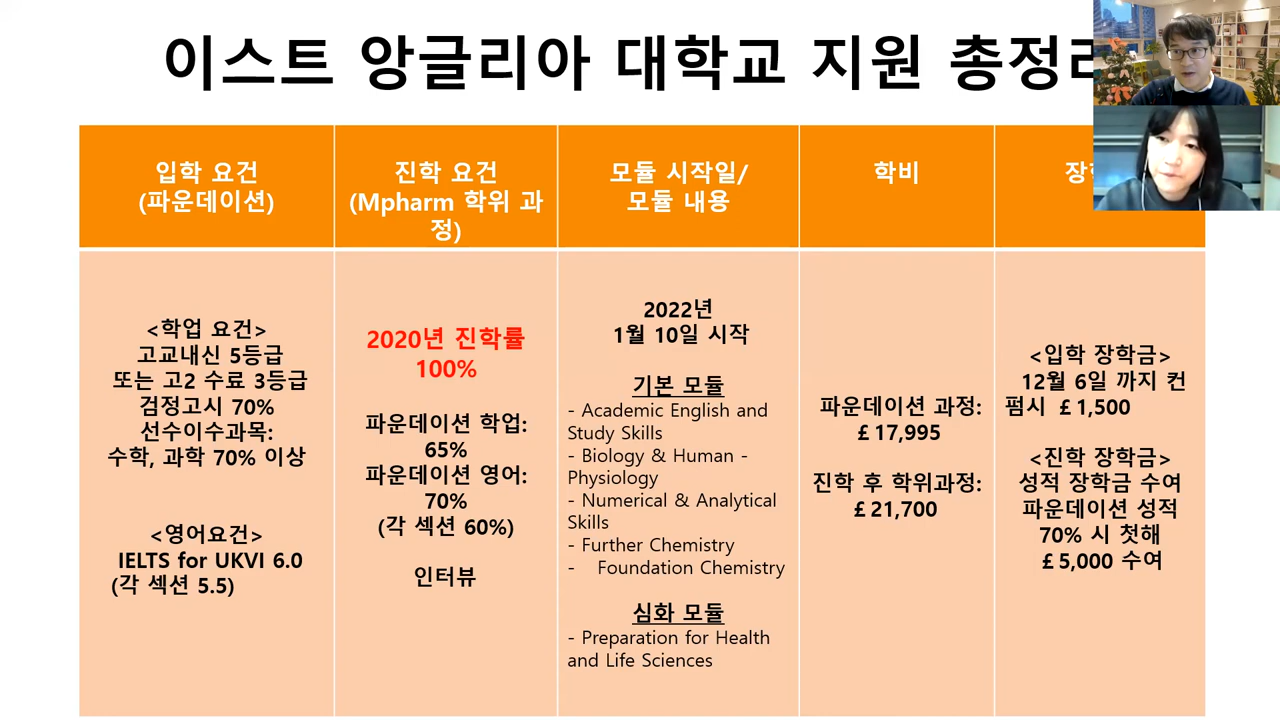 이스트 앙글리아 대학교 지원
입학 요건
(파운데이션)
진학 요건
(Mpharm 학위 과
정)
모듈 시작일/
모듈 내용
학비
<학업 요건>
고교내신 5등급
또는 고2 수료 3등급
검정고시 70%
선수이수과목:
수학, 과학 70% 이상
<영어요건>
IELTS for UKVI 6.0
(각 섹션 5.5)
2020년 진학률
100%
파운데이션 학업:
65%
파운데이션 영어:
70%
(각 섹션 60%)
인터뷰
2022년
1월 10일 시작
기본 모듈
- Academic English and
Study Skills
- Biology & Human -
Physiology
- Numerical & Analytical
Skills
- Further Chemistry
- Foundation Chemistry
심화 모듈
- Preparation for Health
and Life Sciences
파운데이션 과정:
£17,995
진학 후 학위과정:
£21,700
<입학 장학금>
12월 6일 까지 컨
펌시 £1,500
<진학 장학금>
성적 장학금 수여
파운데이션 성적
70% 시 첫해
£5,000 수여